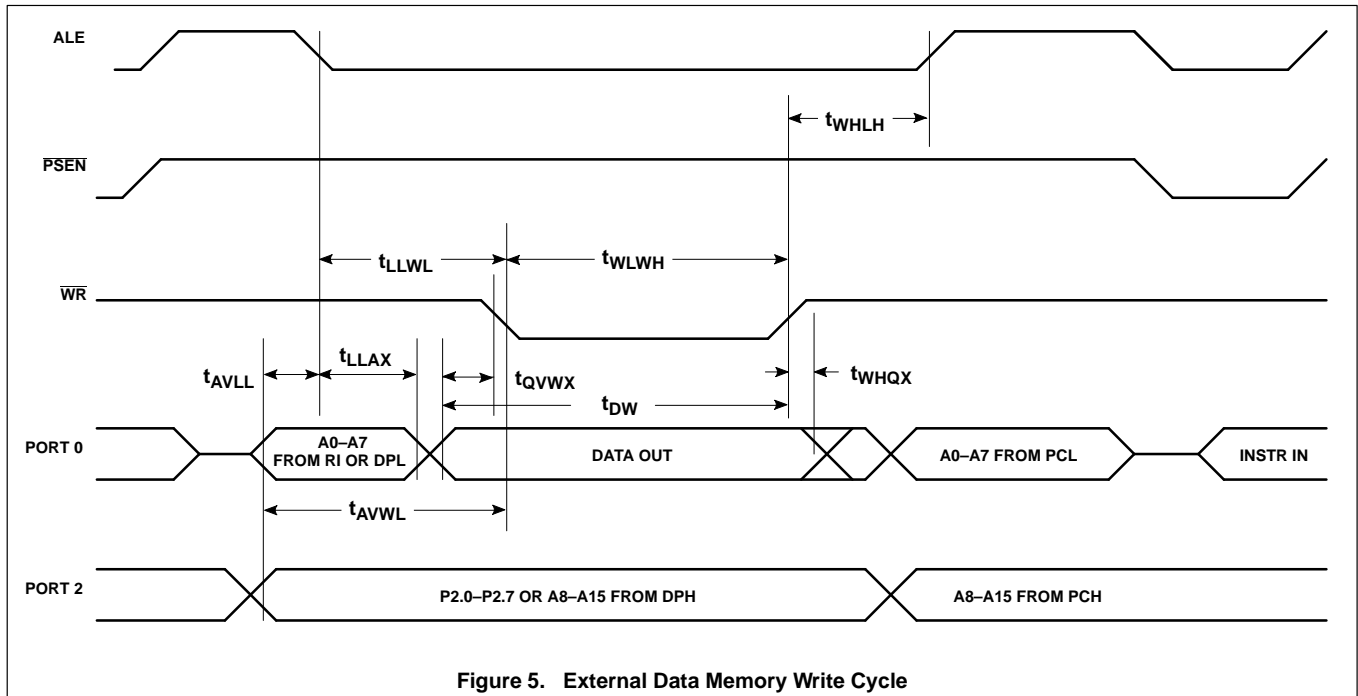 ALE
tWHLH
PSEN
tLLWL
tWLWH
WR
tLLAX
tAVLL
tQVWX
tWHQX
tDW
PORT 0
A0–A7
FROM RI OR DPL
DATA OUT
A0–A7 FROM PCL
INSTR IN
tAVWL
PORT 2
P2.0–P2.7 OR A8–A15 FROM DPH
A8–A15 FROM PCH
Figure 5. External Data Memory Write Cycle